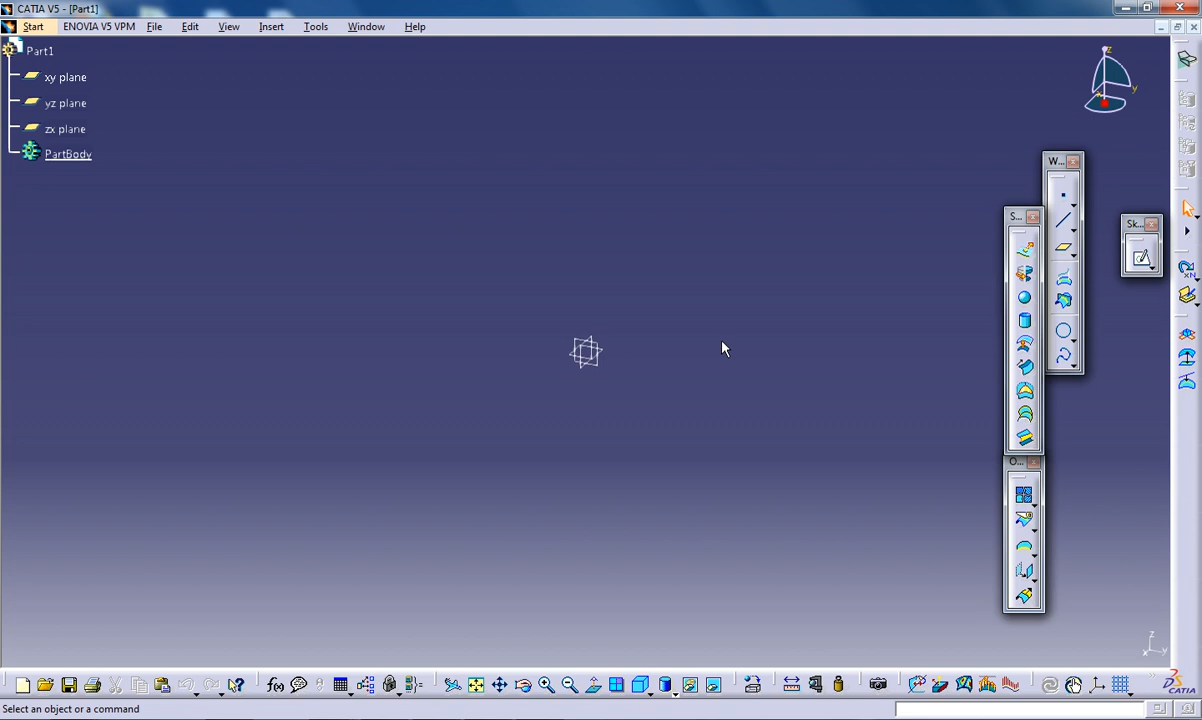 CATIA V5 - [Part1]
Start ENOVIA V5 VPM File Edit View Insert Tools Window Help
Part1
xy plane
yz plane
zx plane
PartBody
z
y
W...
S...
Sk...
O...
z
x y
f(x)
CATIA
Select an object or a command